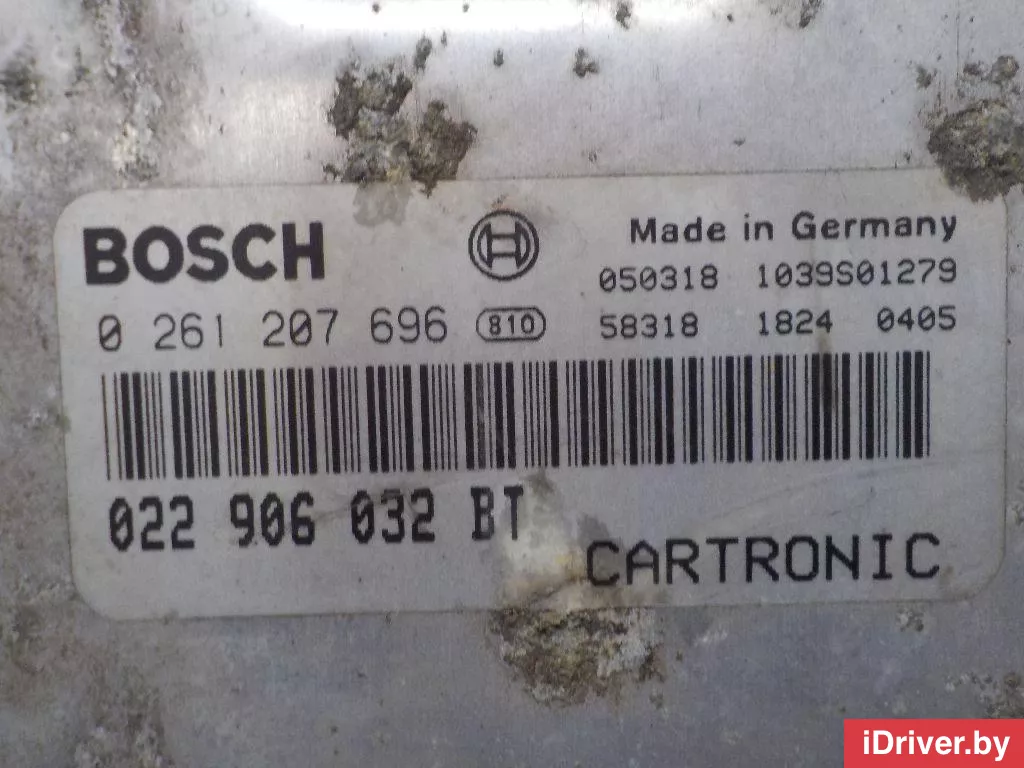 BOSCH
Made in Germany
050318 1039S01279
0 261 207 696 810
58318 1824 0405
022 906 032 BT
CARTRONIC
iDriver.by